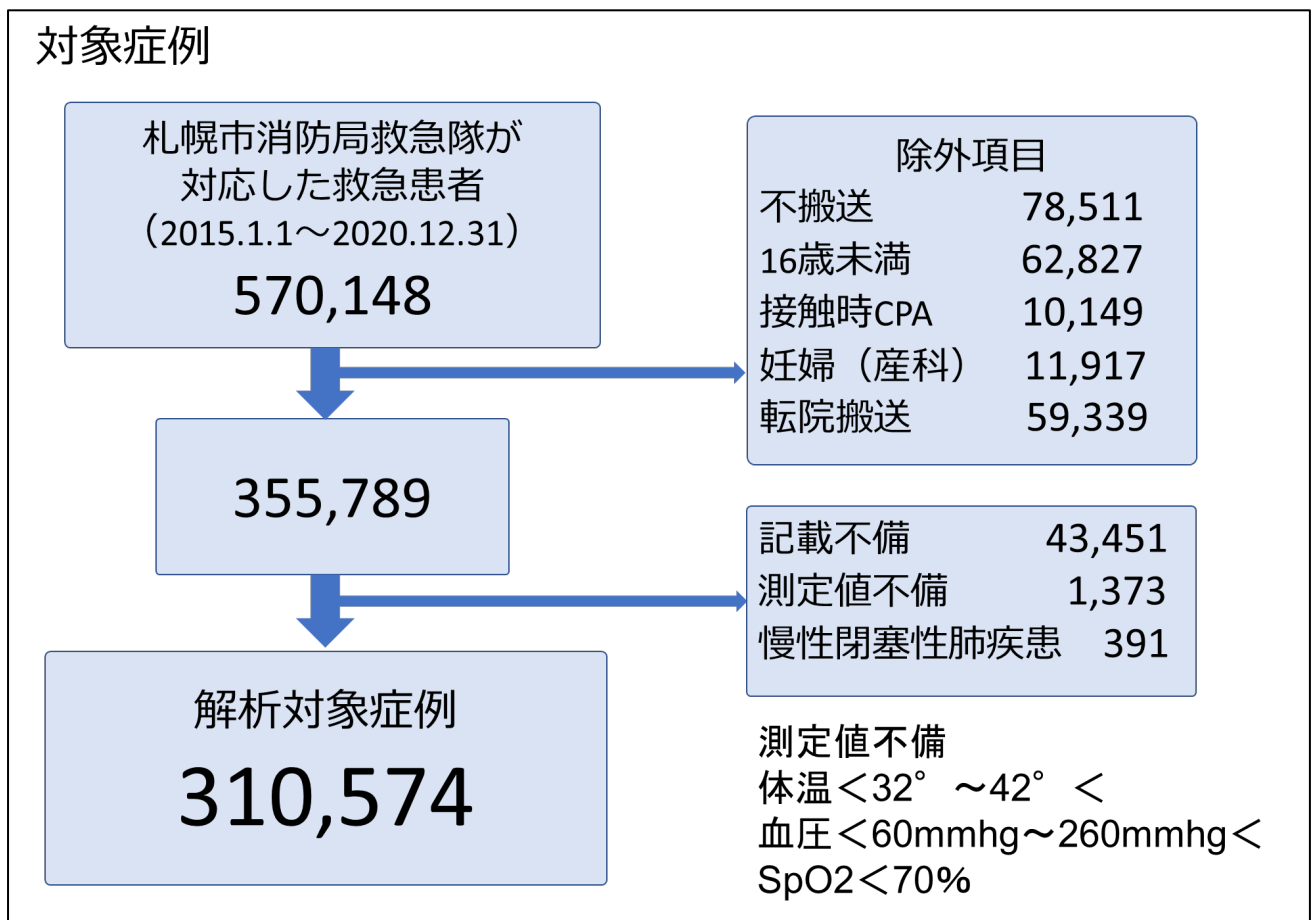 対象症例
札幌市消防局救急隊が
対応した救急患者
（2015.1.1～2020.12.31）
570,148
除外項目
不搬送 78,511
16歳未満 62,827
接触時CPA 10,149
妊婦（産科） 11,917
転院搬送 59,339
355,789
記載不備 43,451
測定値不備 1,373
慢性閉塞性肺疾患 391
解析対象症例
310,574
測定値不備
体温＜32°～42°＜
血圧＜60mmhg～260mmhg＜
SpO2＜70%